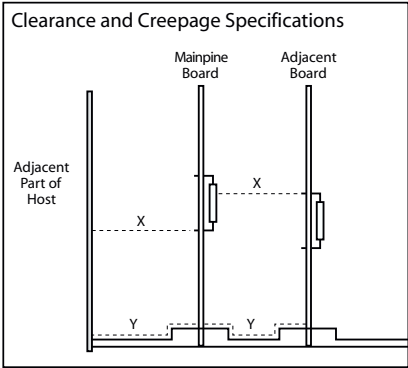 Clearance and Creepage Specifications
Mainpine
Board
Adjacent
Board
Adjacent
Part of
Host
X
X
Y
Y